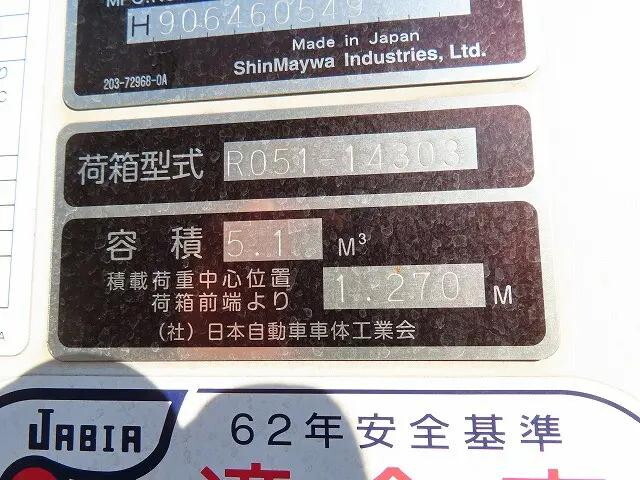 H906460549
Made in Japan
ShinMaywa Industries, Ltd.
203-72968-0A
荷箱型式 R051-14303
容積 5.1 M³
積載荷重中心位置
荷箱前端より 1.270 M
（社）日本自動車車体工業会
JABIA 62年安全基準